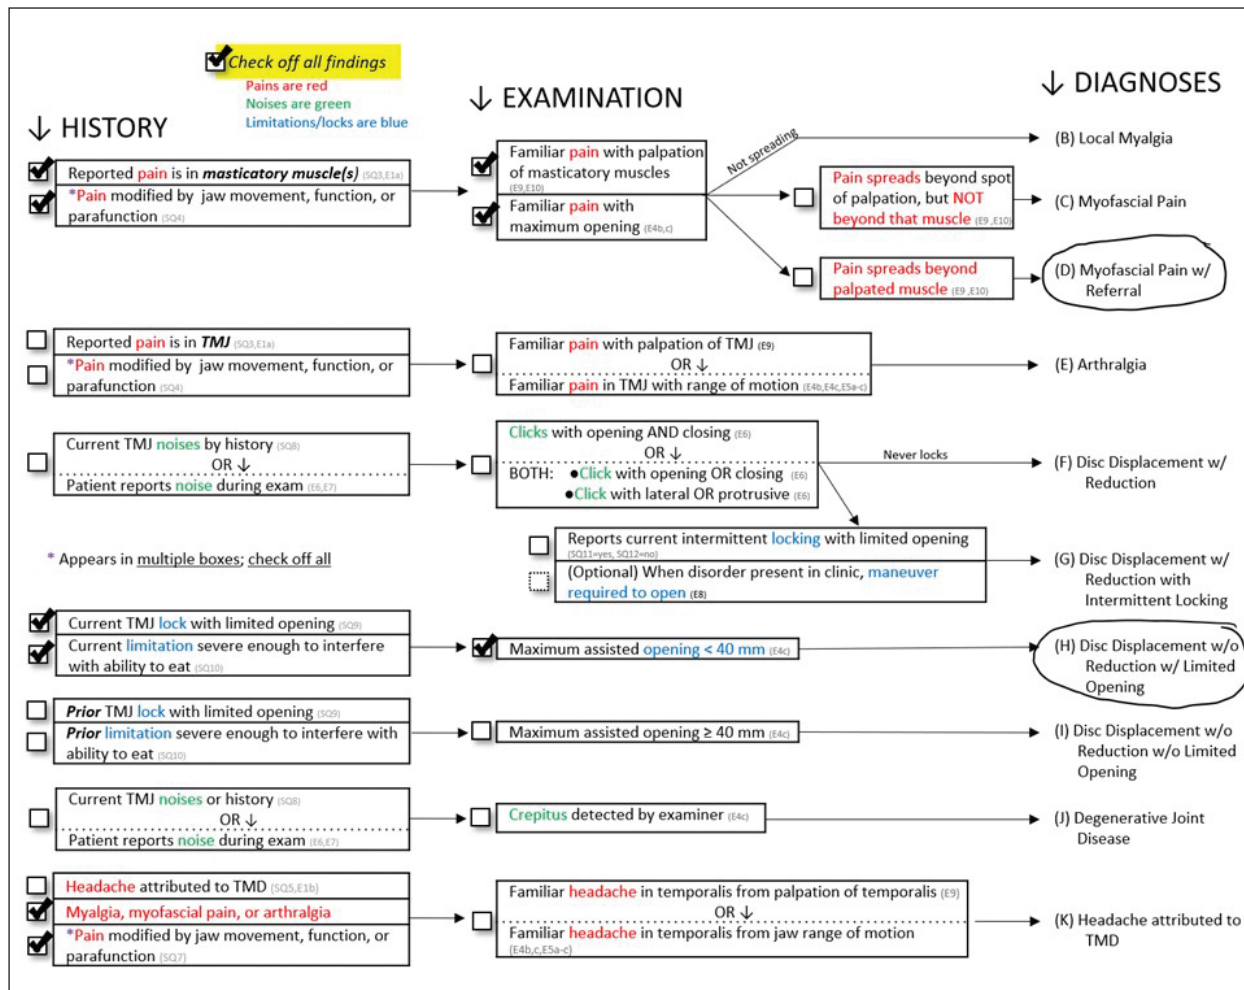 Check off all findings
Pains are red
Noises are green
Limitations/locks are blue
↓ HISTORY
↓ EXAMINATION
↓ DIAGNOSES
Reported pain is in masticatory muscle(s) (SQ3,E1a)
*Pain modified by jaw movement, function, or
parafunction (SQ4)
Familiar pain with palpation
of masticatory muscles
(E9,E10)
Familiar pain with
maximum opening (E4b,c)
Not spreading
(B) Local Myalgia
Pain spreads beyond spot
of palpation, but NOT
beyond that muscle (E9 ,E10)
(C) Myofascial Pain
Pain spreads beyond
palpated muscle (E9 ,E10)
(D) Myofascial Pain w/
Referral
Reported pain is in TMJ (SQ3,E1a)
*Pain modified by jaw movement, function, or
parafunction (SQ4)
Familiar pain with palpation of TMJ (E9)
OR ↓
Familiar pain in TMJ with range of motion (E4b,E4c,E5a-c)
(E) Arthralgia
Current TMJ noises by history (SQ8)
OR ↓
Patient reports noise during exam (E6,E7)
Clicks with opening AND closing (E6)
OR ↓
BOTH: ●Click with opening OR closing (E6)
●Click with lateral OR protrusive (E6)
Never locks
(F) Disc Displacement w/
Reduction
* Appears in multiple boxes; check off all
Reports current intermittent locking with limited opening
(SQ11=yes, SQ12=no)
(Optional) When disorder present in clinic, maneuver
required to open (E8)
(G) Disc Displacement w/
Reduction with
Intermittent Locking
Current TMJ lock with limited opening (SQ9)
Current limitation severe enough to interfere
with ability to eat (SQ10)
Maximum assisted opening < 40 mm (E4c)
(H) Disc Displacement w/o
Reduction w/ Limited
Opening
Prior TMJ lock with limited opening (SQ9)
Prior limitation severe enough to interfere with
ability to eat (SQ10)
Maximum assisted opening ≥ 40 mm (E4c)
(I) Disc Displacement w/o
Reduction w/o Limited
Opening
Current TMJ noises or history (SQ8)
OR ↓
Patient reports noise during exam (E6,E7)
Crepitus detected by examiner (E4c)
(J) Degenerative Joint
Disease
Headache attributed to TMD (SQ5,E1b)
Myalgia, myofascial pain, or arthralgia
*Pain modified by jaw movement, function, or
parafunction (SQ7)
Familiar headache in temporalis from palpation of temporalis (E9)
OR ↓
Familiar headache in temporalis from jaw range of motion
(E4b,c,E5a-c)
(K) Headache attributed to
TMD